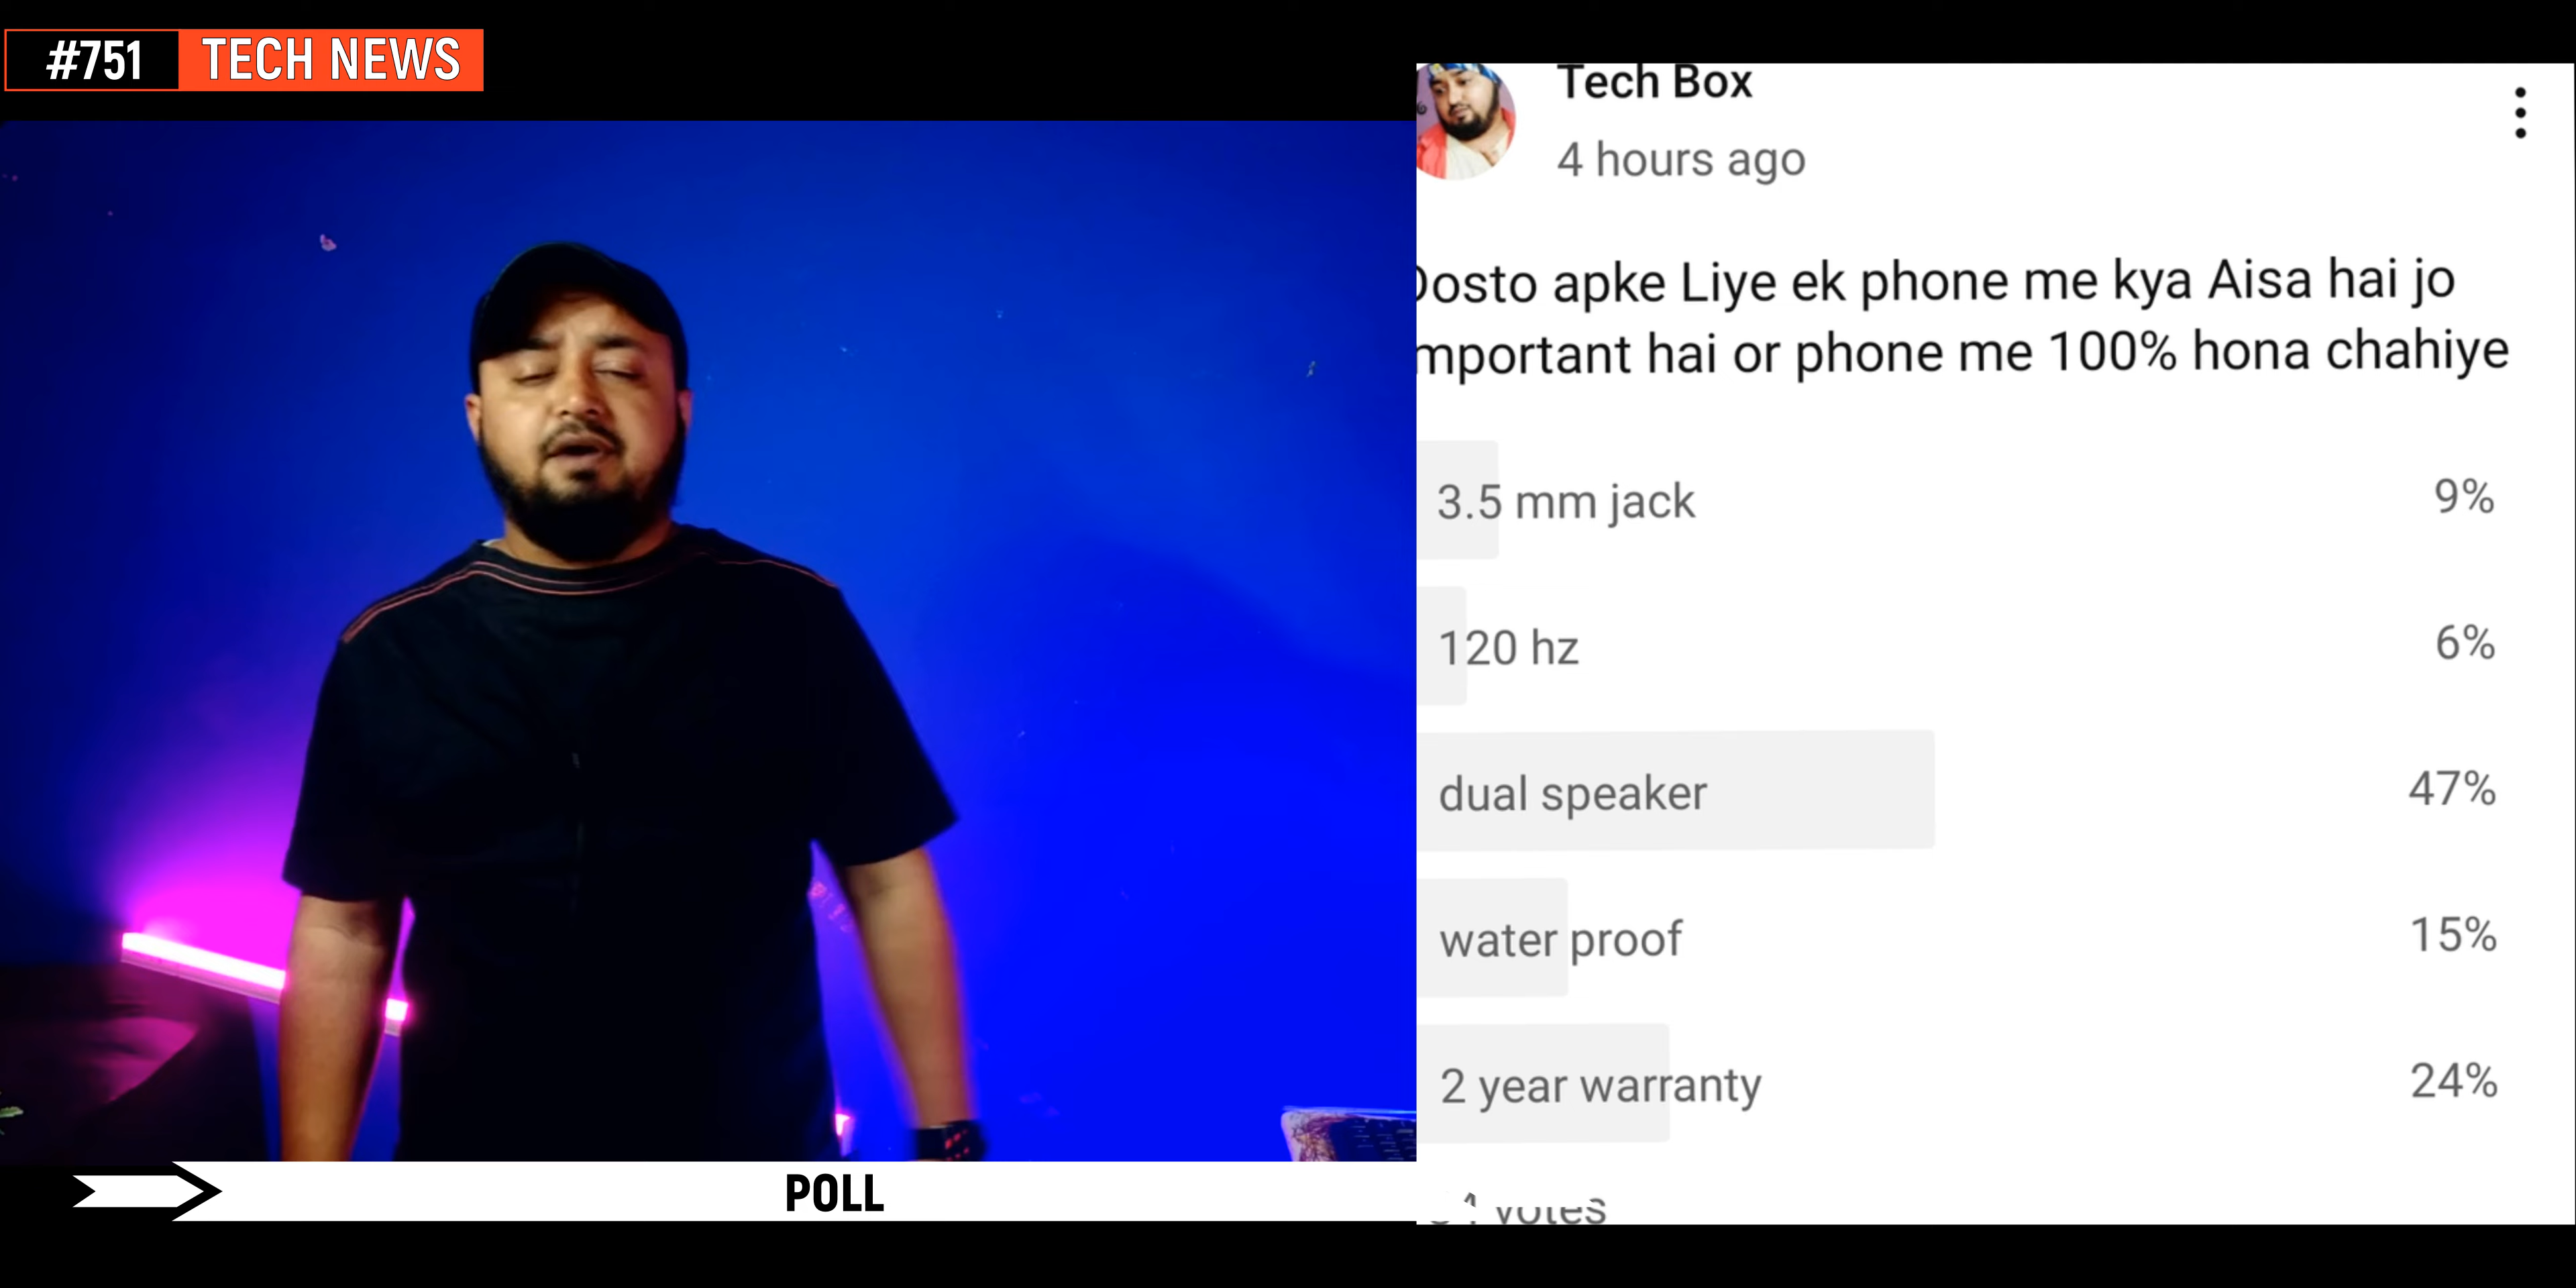 #751 TECH NEWS
Tech Box
4 hours ago
Dosto apke Liye ek phone me kya Aisa hai jo
mportant hai or phone me 100% hona chahiye
3.5 mm jack 9%
120 hz 6%
dual speaker 47%
water proof 15%
2 year warranty 24%
votes
POLL